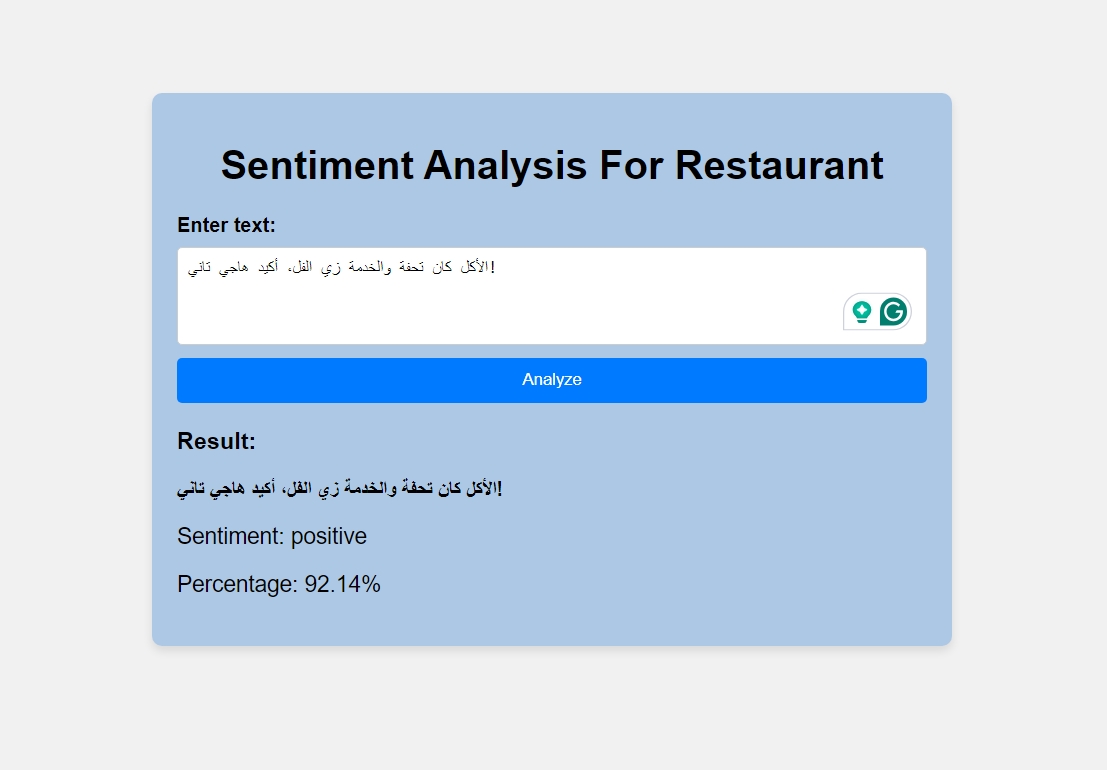 Sentiment Analysis For Restaurant
Enter text:
الأكل كان تحفة والخدمة زي الفل، أكيد هاجي تاني!
Analyze
Result:
الأكل كان تحفة والخدمة زي الفل، أكيد هاجي تاني!
Sentiment: positive
Percentage: 92.14%